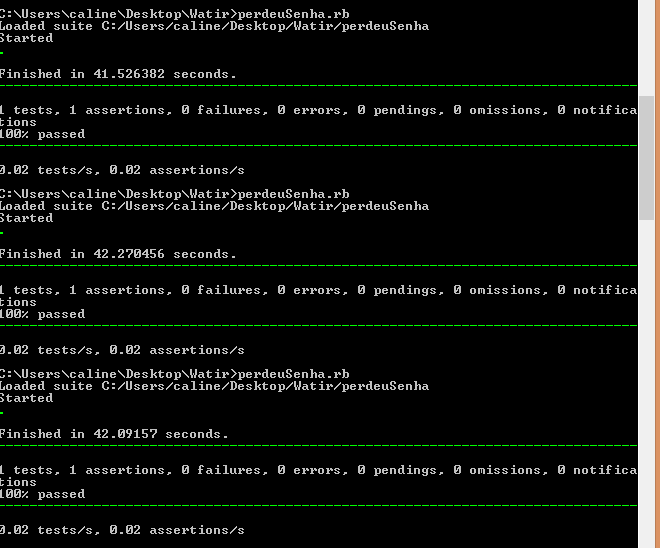 C:\Users\caline\Desktop\Watir>perdeuSenha.rb
Loaded suite C:/Users/caline/Desktop/Watir/perdeuSenha
Started
.
Finished in 41.526382 seconds.
--------------------------------------------------------------------------------
1 tests, 1 assertions, 0 failures, 0 errors, 0 pendings, 0 omissions, 0 notifica
tions
100% passed
--------------------------------------------------------------------------------
0.02 tests/s, 0.02 assertions/s
C:\Users\caline\Desktop\Watir>perdeuSenha.rb
Loaded suite C:/Users/caline/Desktop/Watir/perdeuSenha
Started
.
Finished in 42.270456 seconds.
--------------------------------------------------------------------------------
1 tests, 1 assertions, 0 failures, 0 errors, 0 pendings, 0 omissions, 0 notifica
tions
100% passed
--------------------------------------------------------------------------------
0.02 tests/s, 0.02 assertions/s
C:\Users\caline\Desktop\Watir>perdeuSenha.rb
Loaded suite C:/Users/caline/Desktop/Watir/perdeuSenha
Started
.
Finished in 42.09157 seconds.
--------------------------------------------------------------------------------
1 tests, 1 assertions, 0 failures, 0 errors, 0 pendings, 0 omissions, 0 notifica
tions
100% passed
--------------------------------------------------------------------------------
0.02 tests/s, 0.02 assertions/s